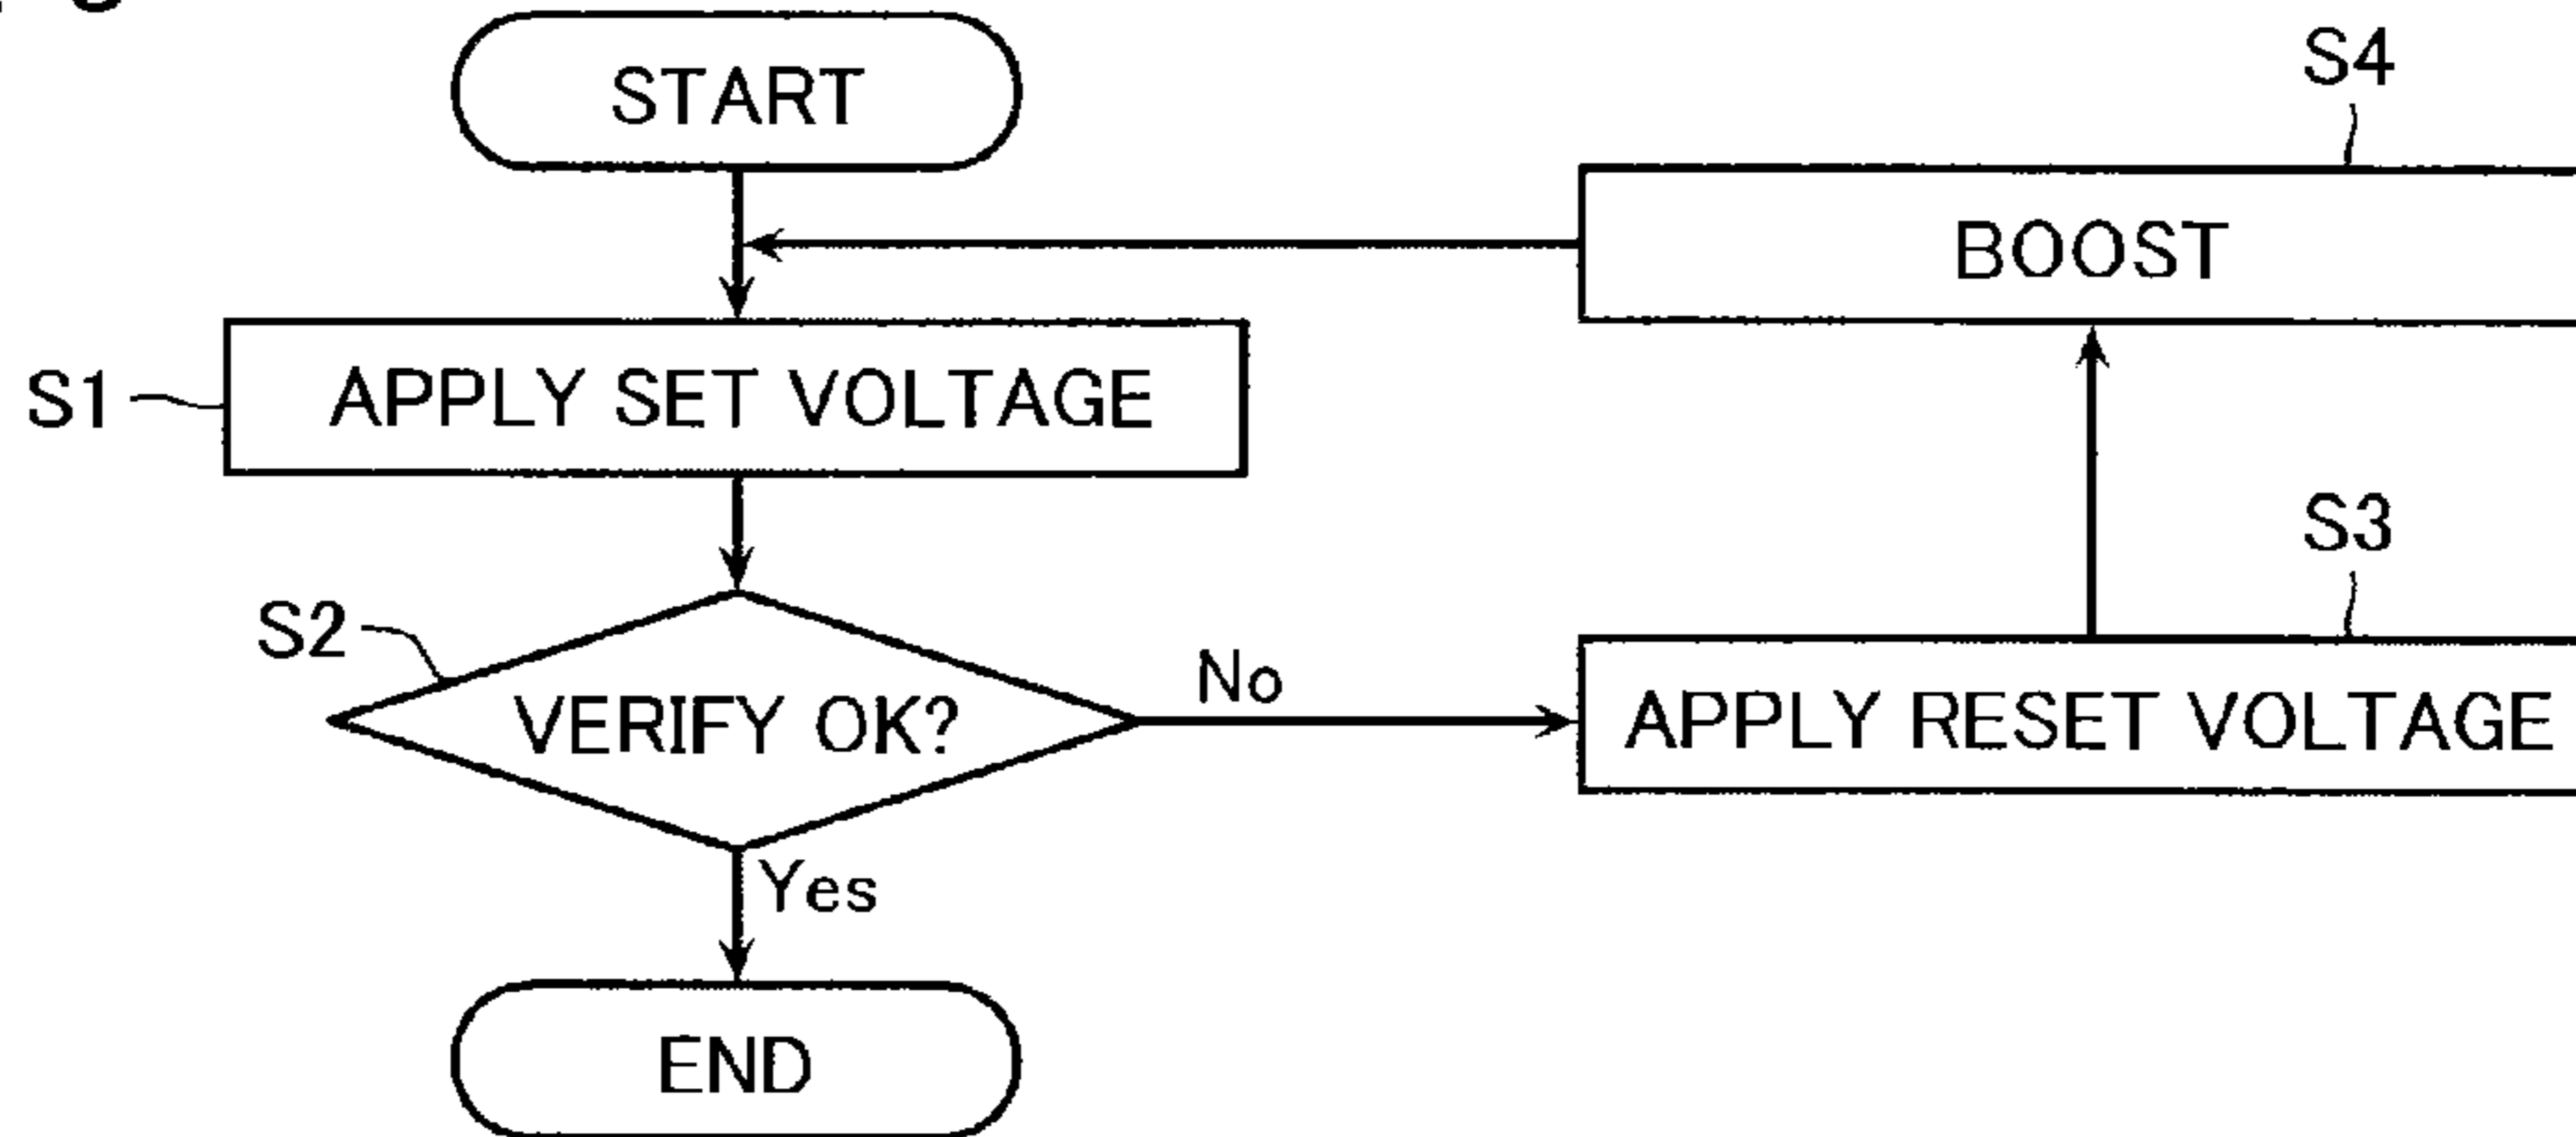 START
S4
BOOST
S1
APPLY SET VOLTAGE
S3
S2
VERIFY OK?
No
APPLY RESET VOLTAGE
Yes
END